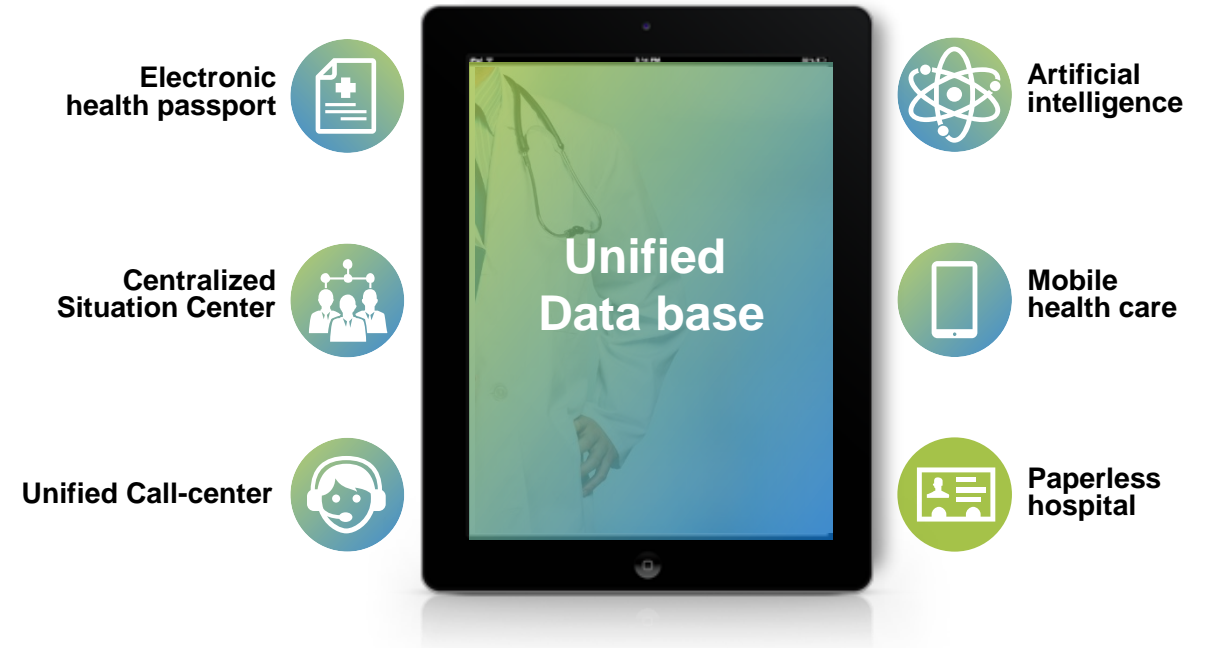 Electronic
health passport
Centralized
Situation Center
Unified Call-center
Unified
Data base
Artificial
intelligence
Mobile
health care
Paperless
hospital